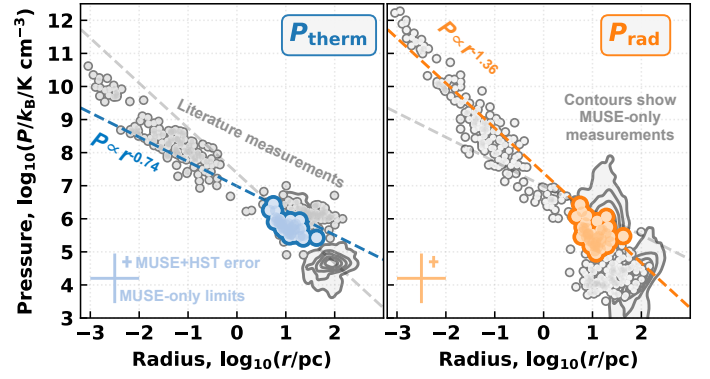 P_therm
P_rad
12
11
10
9
8
7
6
5
4
3
Pressure, log₁₀(P/k_B/K cm⁻³)
Literature measurements
P ∝ r^-0.74
MUSE+HST error
MUSE-only limits
P ∝ r^-1.36
Contours show
MUSE-only
measurements
−3 −2 −1 0 1 2
−3 −2 −1 0 1 2
Radius, log₁₀(r/pc)
Radius, log₁₀(r/pc)